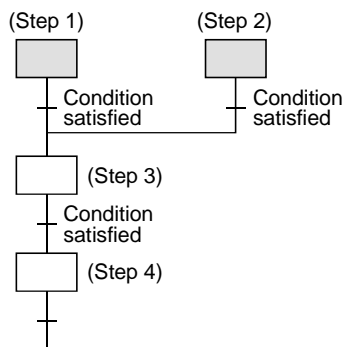 (Step 1)
(Step 2)
Condition
satisfied
Condition
satisfied
(Step 3)
Condition
satisfied
(Step 4)